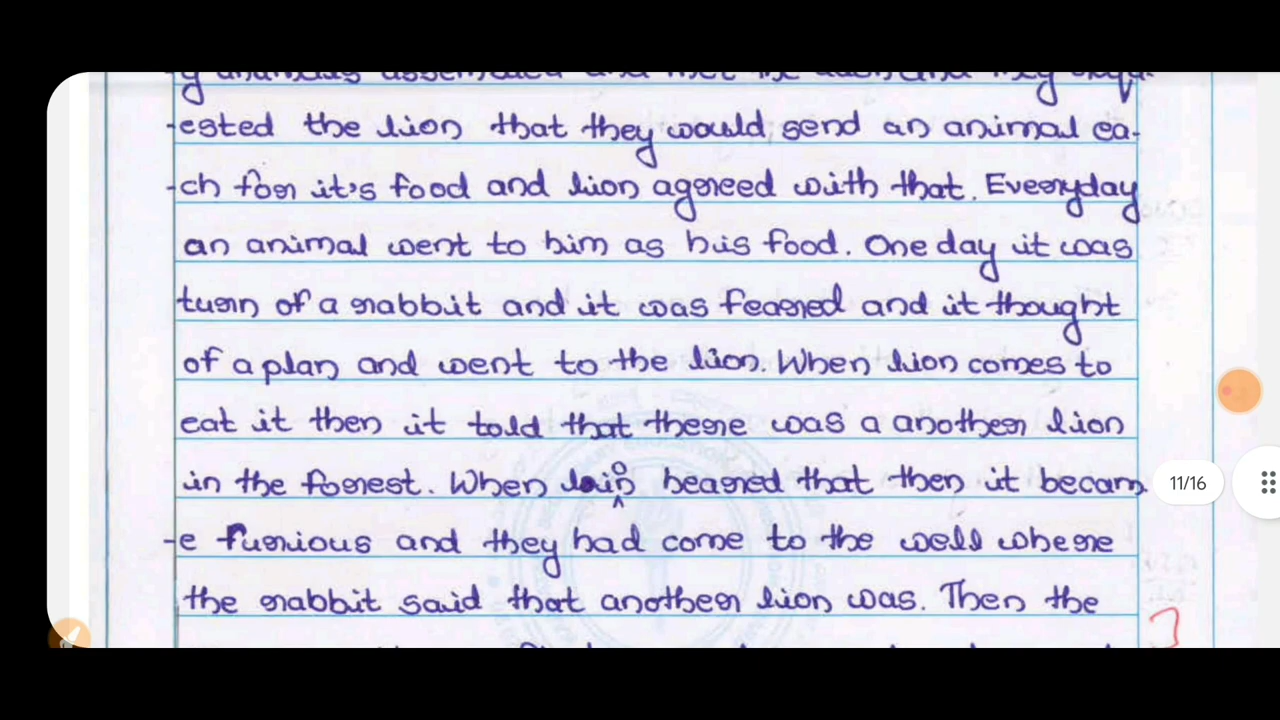 -ested the lion that they would send an animal ea-
-ch for it's food and lion agreed with that. Everyday
an animal went to him as his food. One day it was
turn of a rabbit and it was feared and it thought
of a plan and went to the lion. When lion comes to
eat it then it told that there was a another lion
in the forest. When lion heared that then it becam
-e furious and they had come to the well where
the rabbit said that another lion was. Then the
11/16